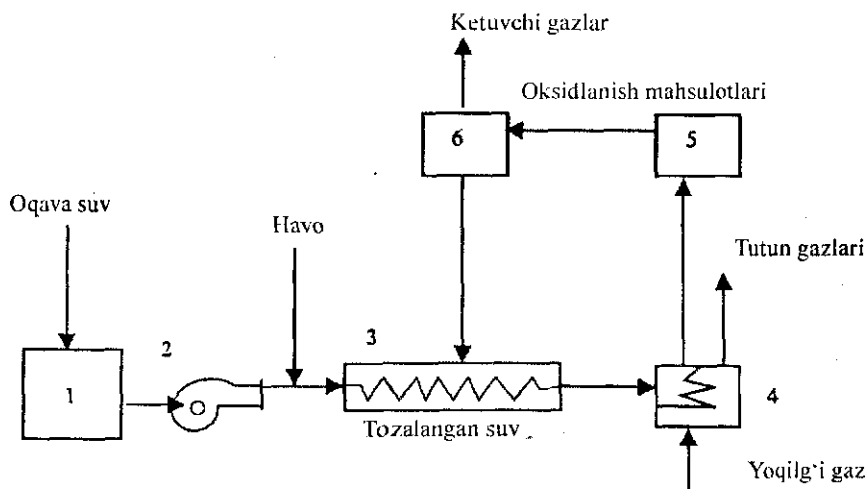 Ketuvchi gazlar
Oksidlanish mahsulotlari
6
5
Oqava suv
Havo
Tutun gazlari
2
3
1
4
Tozalangan suv
Yoqilg‘i gaz